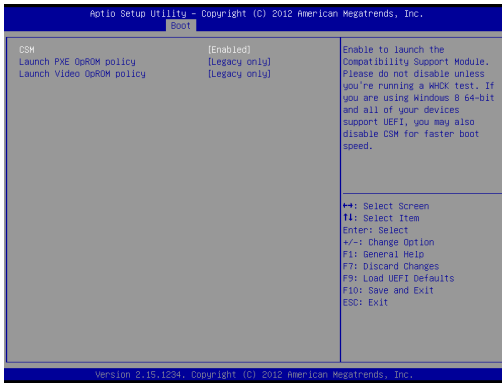 Aptio Setup Utility – Copyright (C) 2012 American Megatrends, Inc.
Boot
CSM [Enabled]
Launch PXE OpROM policy [Legacy only]
Launch Video OpROM policy [Legacy only]
Enable to launch the
Compatibility Support Module.
Please do not disable unless
you're running a WHCK test. If
you are using Windows 8 64-bit
and all of your devices
support UEFI, you may also
disable CSM for faster boot
speed.
↔: Select Screen
↑↓: Select Item
Enter: Select
+/-: Change Option
F1: General Help
F7: Discard Changes
F9: Load UEFI Defaults
F10: Save and Exit
ESC: Exit
Version 2.15.1234. Copyright (C) 2012 American Megatrends, Inc.